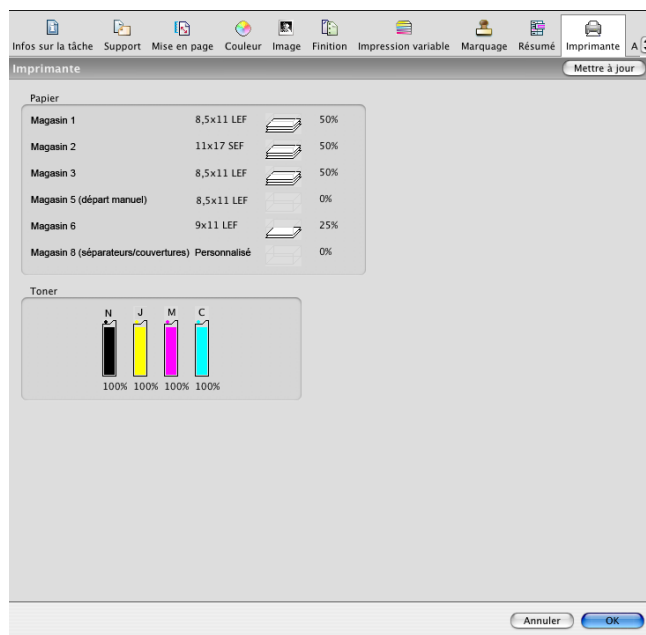 Infos sur la tâche Support Mise en page Couleur Image Finition Impression variable Marquage Résumé Imprimante A
Imprimante Mettre à jour
Papier
Magasin 1 8,5x11 LEF 50%
Magasin 2 11x17 SEF 50%
Magasin 3 8,5x11 LEF 50%
Magasin 5 (départ manuel) 8,5x11 LEF 0%
Magasin 6 9x11 LEF 25%
Magasin 8 (séparateurs/couvertures) Personnalisé 0%
Toner
N J M C
100% 100% 100% 100%
Annuler OK